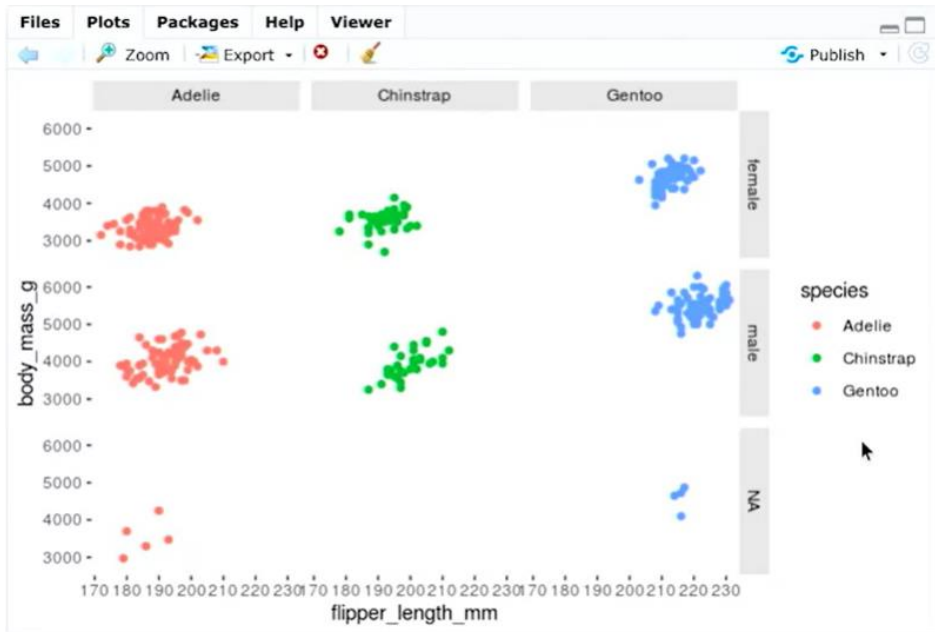 Files Plots Packages Help Viewer
Zoom Export Publish
Adelie Chinstrap Gentoo
6000
5000
4000
3000
female
6000
5000
4000
3000
male
6000
5000
4000
3000
NA
body_mass_g
170 180 190 200 210 220 230 170 180 190 200 210 220 230 170 180 190 200 210 220 230
flipper_length_mm
species
Adelie
Chinstrap
Gentoo